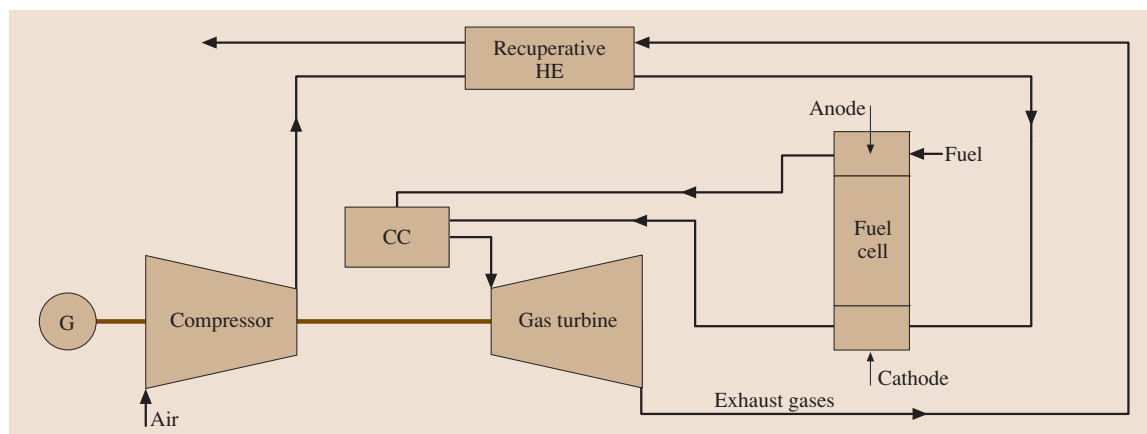 Recuperative
HE
Anode
Fuel
CC
Fuel
cell
G
Compressor
Gas turbine
Cathode
Exhaust gases
Air